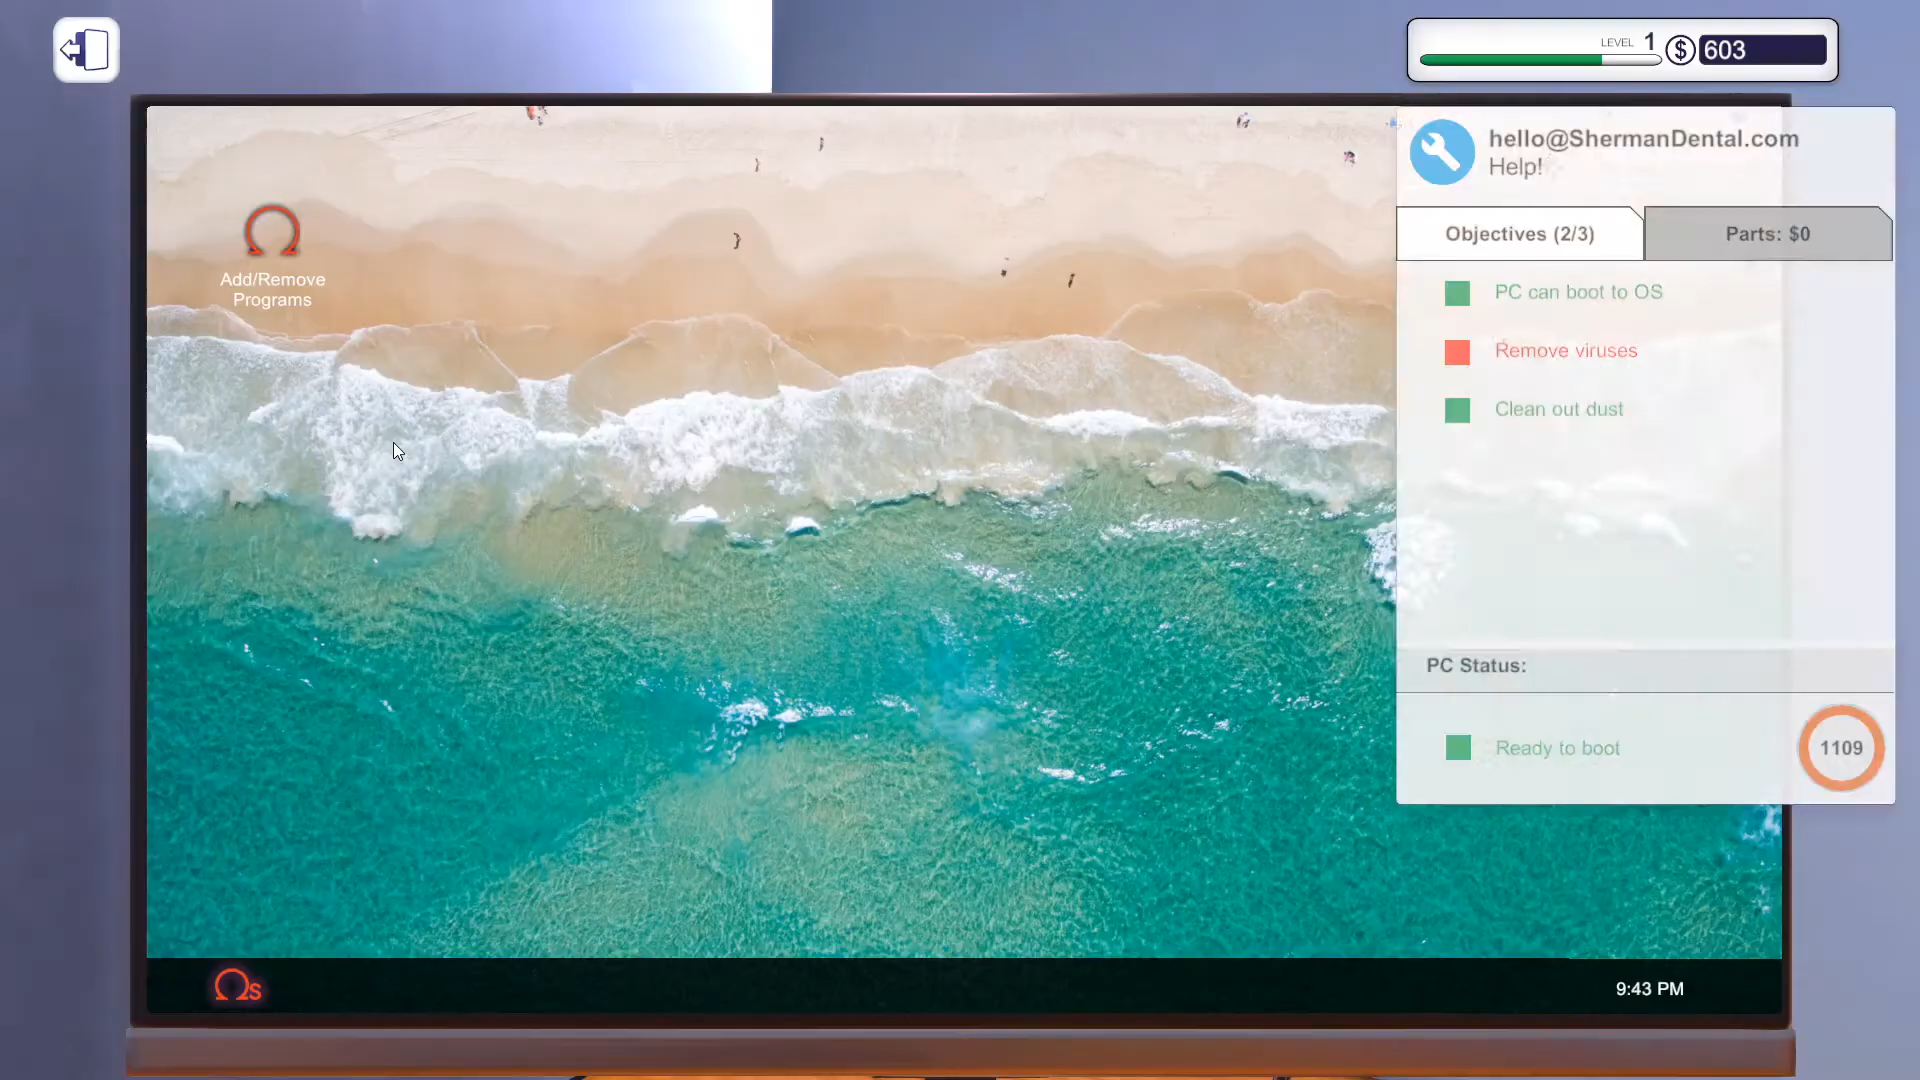 LEVEL 1 $ 603
hello@ShermanDental.com
Help!
Objectives (2/3)
Parts: $0
Add/Remove
Programs
PC can boot to OS
Remove viruses
Clean out dust
PC Status:
Ready to boot
1109
Ωs
9:43 PM